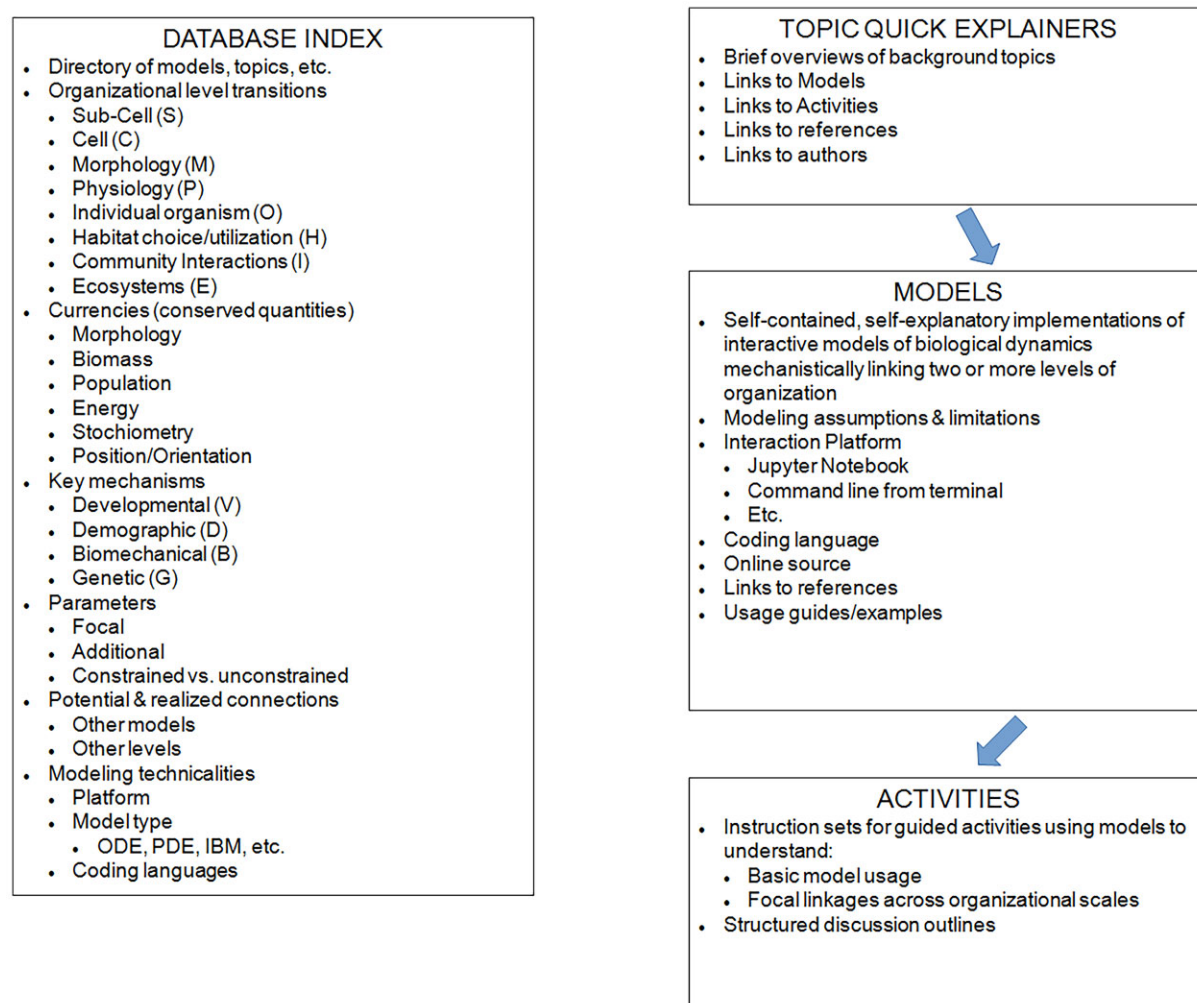 DATABASE INDEX
• Directory of models, topics, etc.
• Organizational level transitions
• Sub-Cell (S)
• Cell (C)
• Morphology (M)
• Physiology (P)
• Individual organism (O)
• Habitat choice/utilization (H)
• Community Interactions (I)
• Ecosystems (E)
• Currencies (conserved quantities)
• Morphology
• Biomass
• Population
• Energy
• Stochiometry
• Position/Orientation
• Key mechanisms
• Developmental (V)
• Demographic (D)
• Biomechanical (B)
• Genetic (G)
• Parameters
• Focal
• Additional
• Constrained vs. unconstrained
• Potential & realized connections
• Other models
• Other levels
• Modeling technicalities
• Platform
• Model type
• ODE, PDE, IBM, etc.
• Coding languages
TOPIC QUICK EXPLAINERS
• Brief overviews of background topics
• Links to Models
• Links to Activities
• Links to references
• Links to authors
MODELS
• Self-contained, self-explanatory implementations of
interactive models of biological dynamics
mechanistically linking two or more levels of
organization
• Modeling assumptions & limitations
• Interaction Platform
• Jupyter Notebook
• Command line from terminal
• Etc.
• Coding language
• Online source
• Links to references
• Usage guides/examples
ACTIVITIES
• Instruction sets for guided activities using models to
understand:
• Basic model usage
• Focal linkages across organizational scales
• Structured discussion outlines